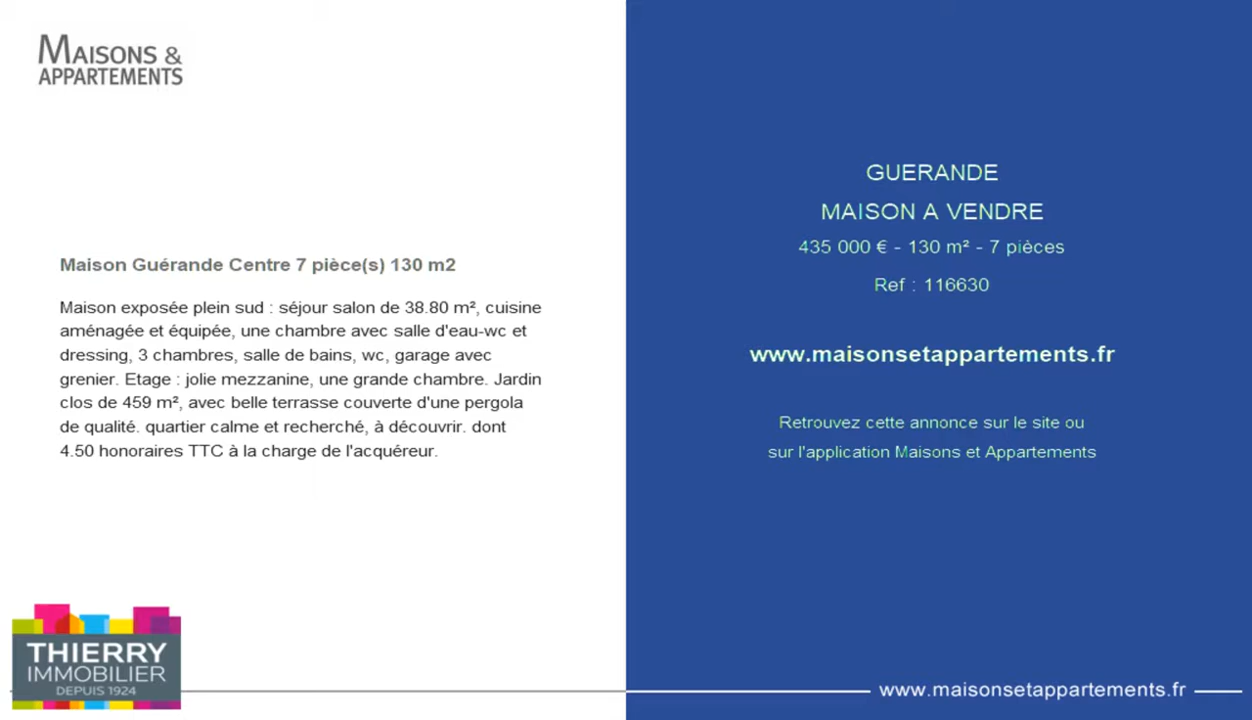 MAISONS &
APPARTEMENTS
Maison Guérande Centre 7 pièce(s) 130 m2
Maison exposée plein sud : séjour salon de 38.80 m², cuisine
aménagée et équipée, une chambre avec salle d'eau-wc et
dressing, 3 chambres, salle de bains, wc, garage avec
grenier. Etage : jolie mezzanine, une grande chambre. Jardin
clos de 459 m², avec belle terrasse couverte d'une pergola
de qualité. quartier calme et recherché, à découvrir. dont
4.50 honoraires TTC à la charge de l'acquéreur.
THIERRY
IMMOBILIER
DEPUIS 1924
GUERANDE
MAISON A VENDRE
435 000 € - 130 m² - 7 pièces
Ref : 116630
www.maisonsetappartements.fr
Retrouvez cette annonce sur le site ou
sur l'application Maisons et Appartements
www.maisonsetappartements.fr